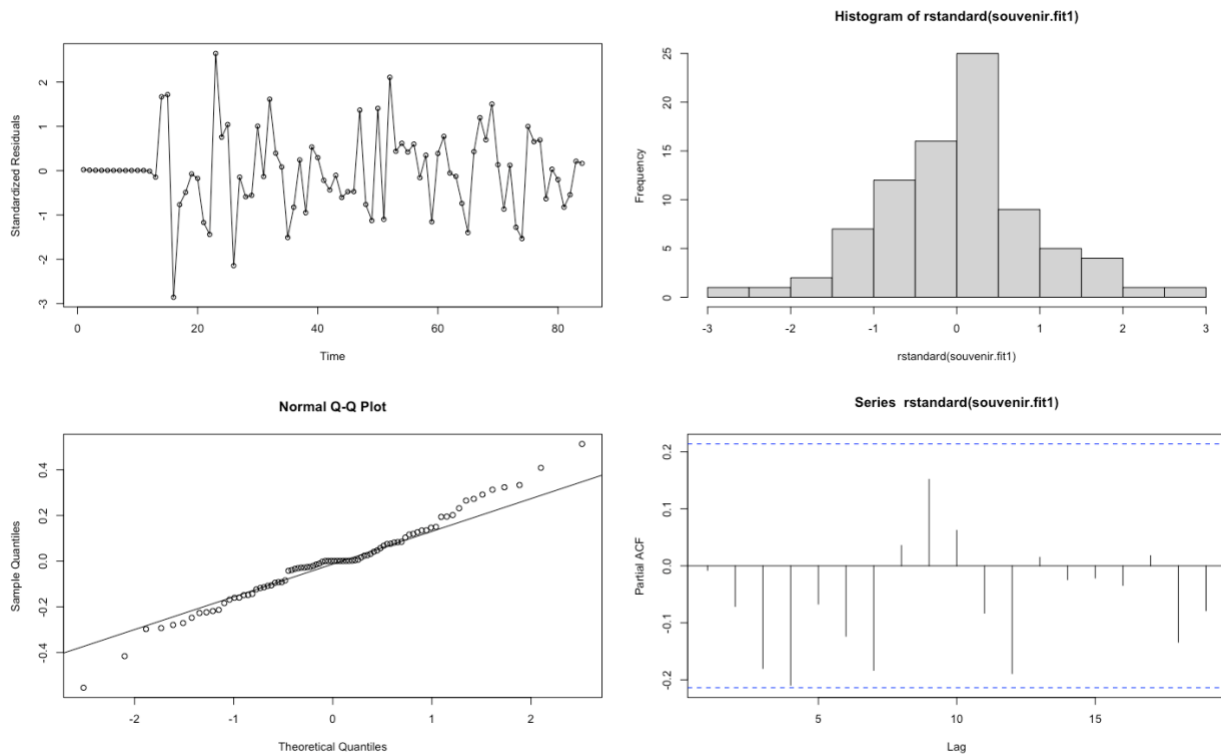 Standardized Residuals
2
1
0
-1
-2
-3
0 20 40 60 80
Time
Histogram of rstandard(souvenir.fit1)
Frequency
25
20
15
10
5
0
-3 -2 -1 0 1 2 3
rstandard(souvenir.fit1)
Normal Q-Q Plot
Sample Quantiles
0.4
0.2
0.0
-0.2
-0.4
-2 -1 0 1 2
Theoretical Quantiles
Series rstandard(souvenir.fit1)
Partial ACF
0.2
0.1
0.0
-0.1
-0.2
5 10 15
Lag